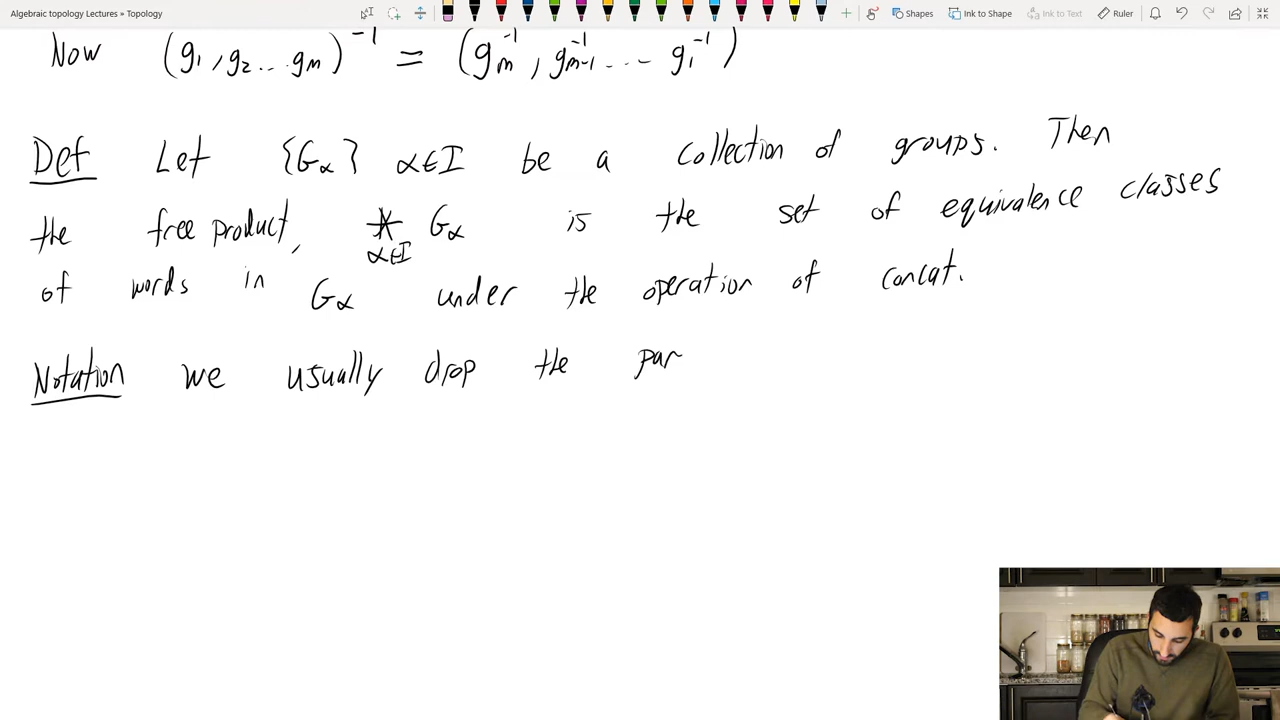 Algebraic topology Lectures » Topology
Shapes Ink to Shape Ink to Text Ruler
Now (g₁, g₂ ... gₘ)⁻¹ = (gₘ⁻¹, gₘ₋₁⁻¹ ... g₁⁻¹)
Def Let {Gα} α∈I be a collection of groups. Then
the free product, * α∈I Gα is the set of equivalence classes
of words in Gα under the operation of concat.
Notation we usually drop the par